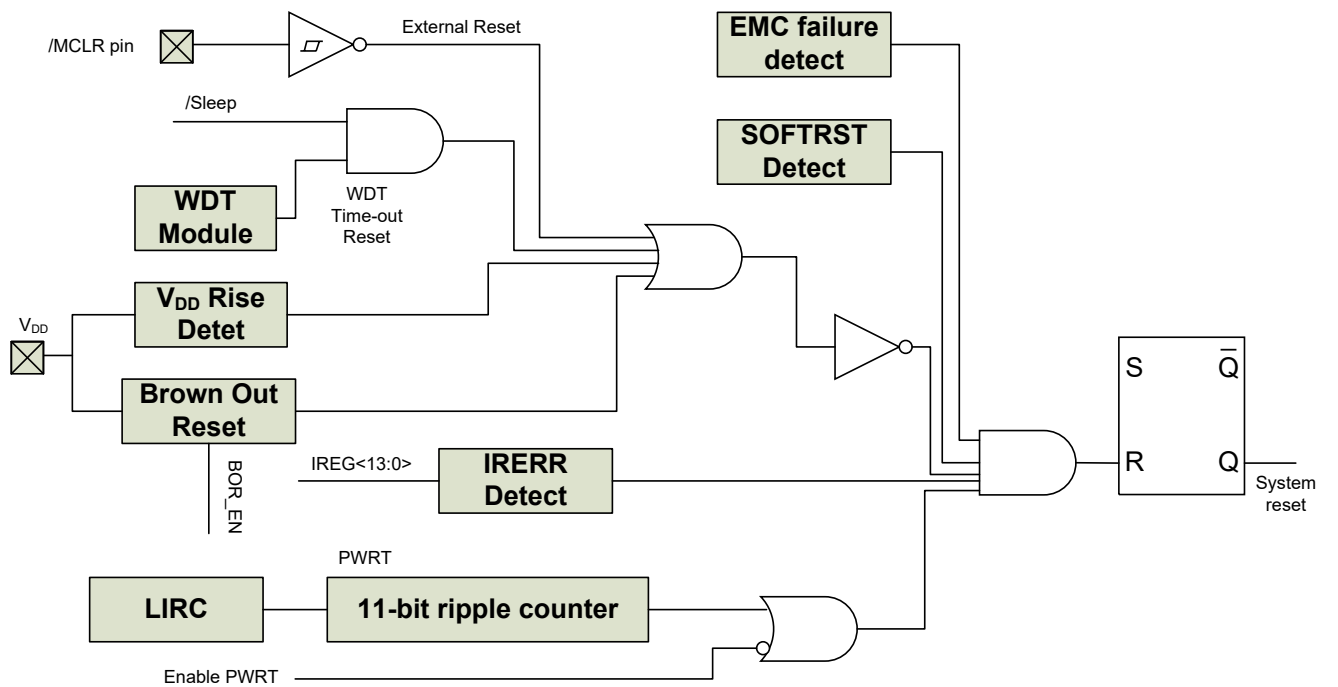 External Reset
EMC failure
detect
/MCLR pin
/Sleep
SOFTRST
Detect
WDT
Module
WDT
Time-out
Reset
VDD Rise
Detet
VDD
Brown Out
Reset
S
Q̅
BOR_EN
IREG<13:0>
IRERR
Detect
R
Q
System
reset
PWRT
LIRC
11-bit ripple counter
Enable PWRT